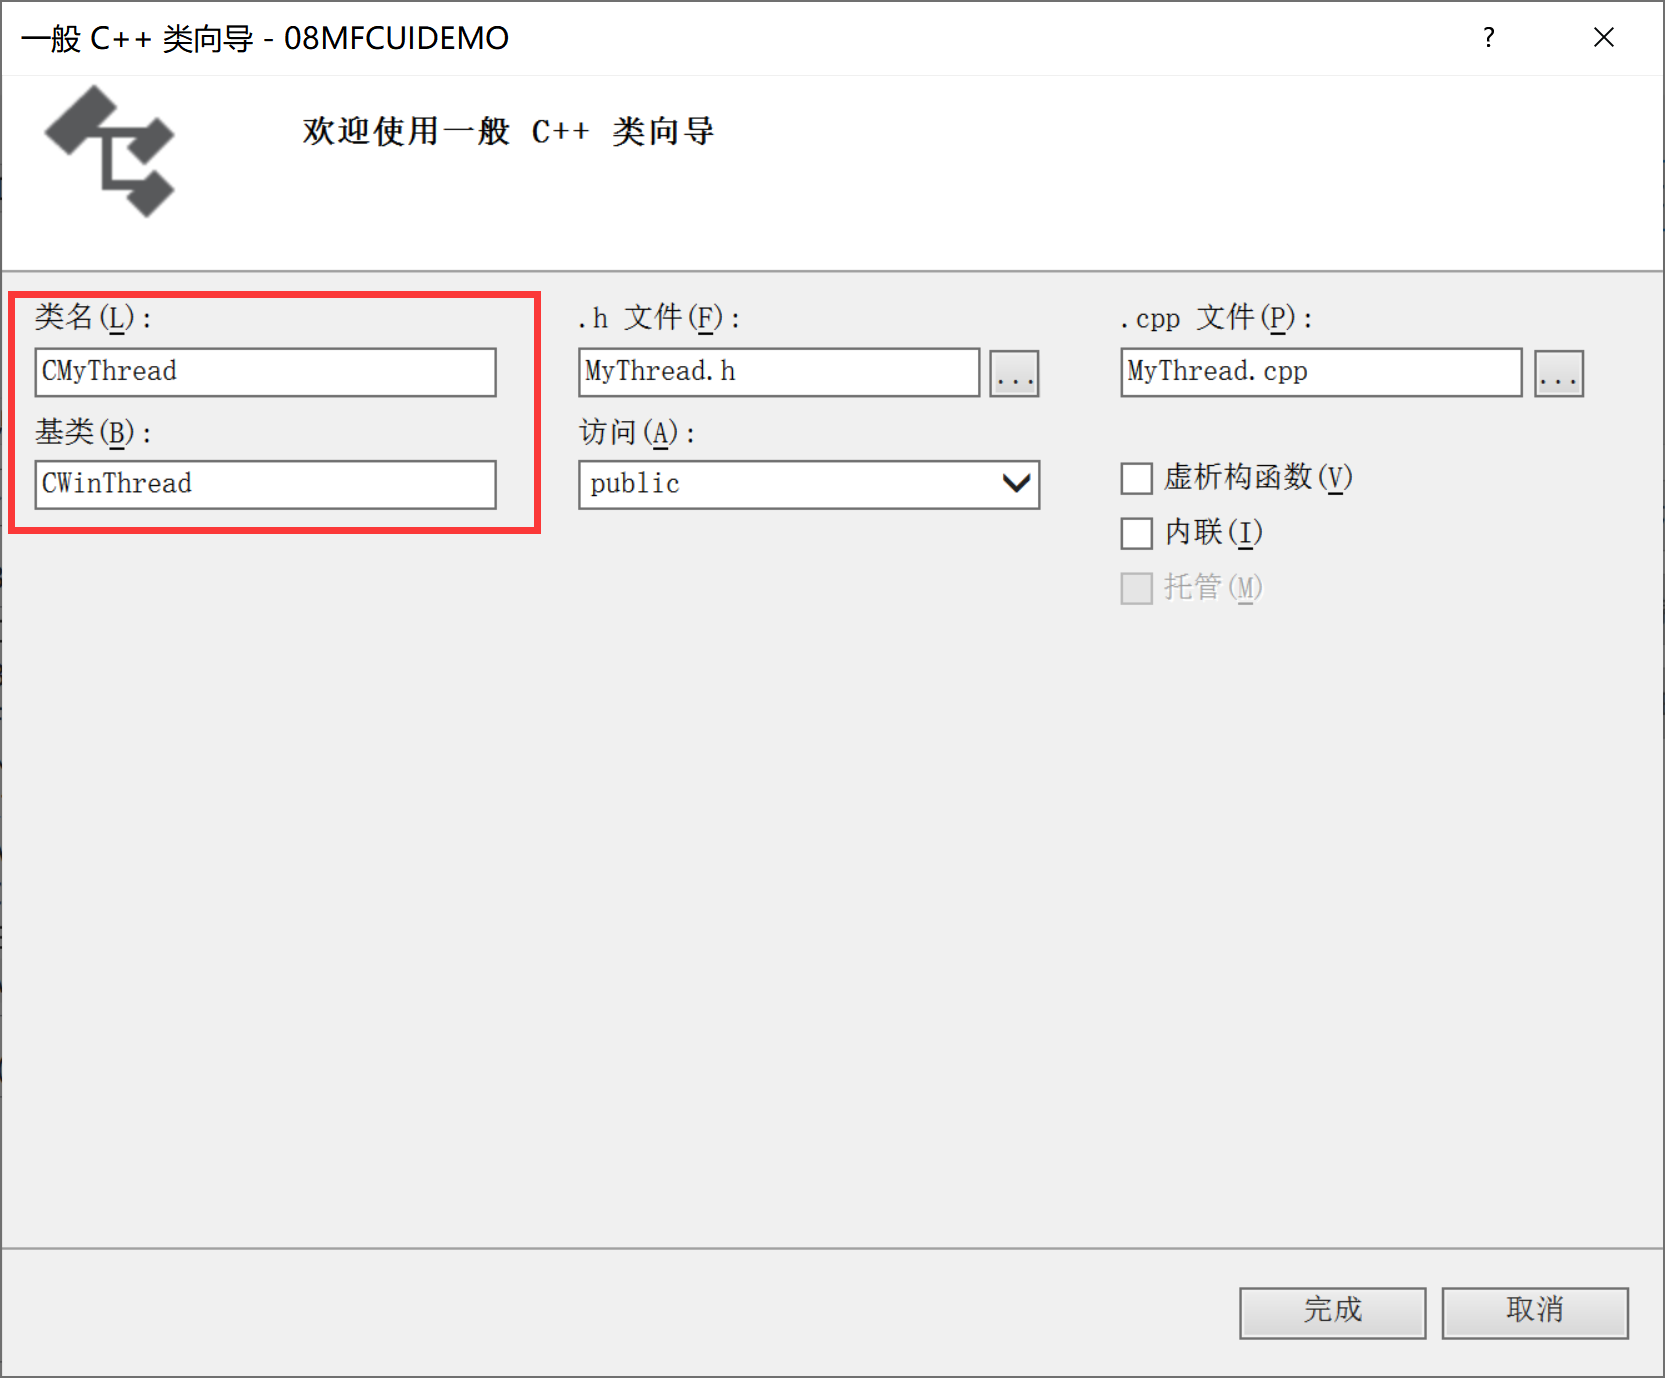 一般 C++ 类向导 - 08MFCUIDEMO
?
欢迎使用一般 C++ 类向导
类名(L):
.h 文件(F):
.cpp 文件(P):
CMyThread
MyThread.h
...
MyThread.cpp
...
基类(B):
访问(A):
CWinThread
public
虚析构函数(V)
内联(I)
托管(M)
完成
取消